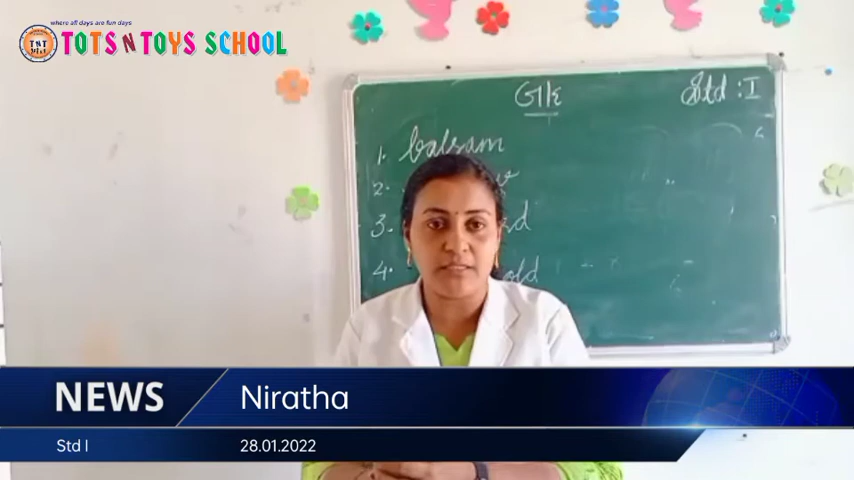 where all days are fun days
TOTS N TOYS SCHOOL
TNT
G/K
Std : I
1. balsam
2.
3.
4.
NEWS
Niratha
Std I
28.01.2022